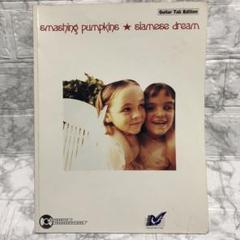 Guitar Tab Edition
smashing pumpkins ★ siamese dream